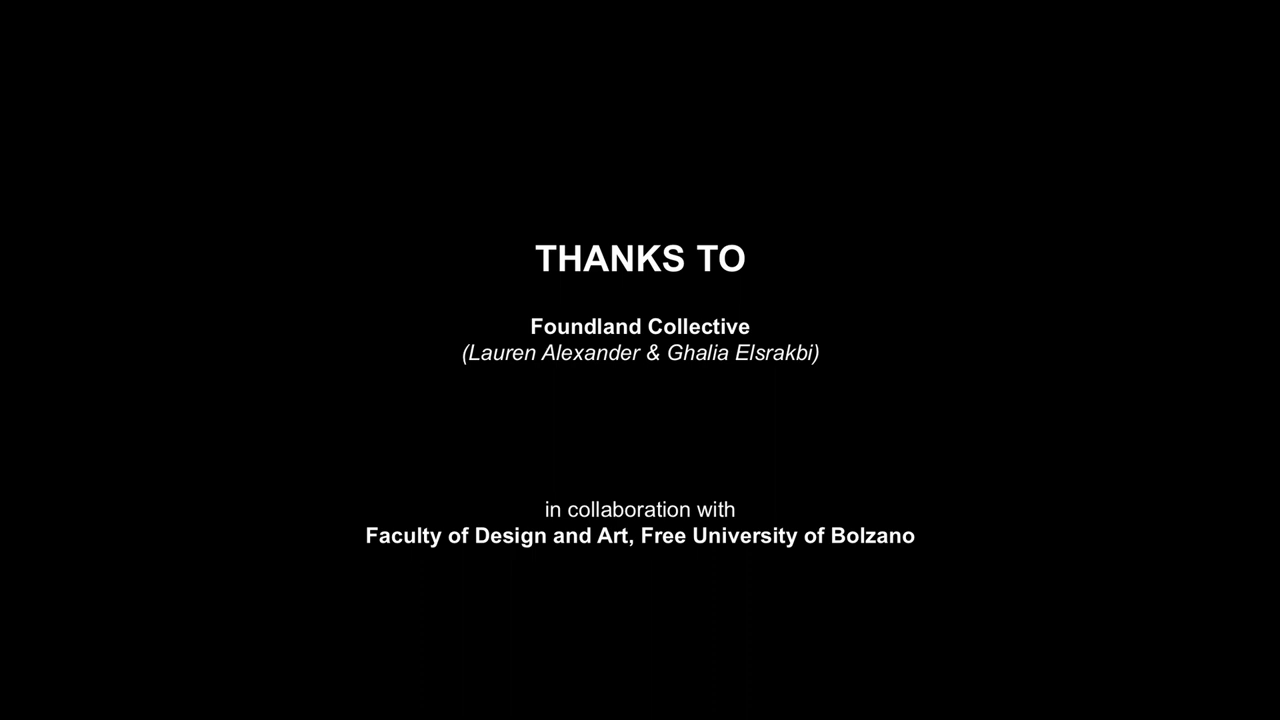 THANKS TO
Foundland Collective
(Lauren Alexander & Ghalia Elsrakbi)
in collaboration with
Faculty of Design and Art, Free University of Bolzano